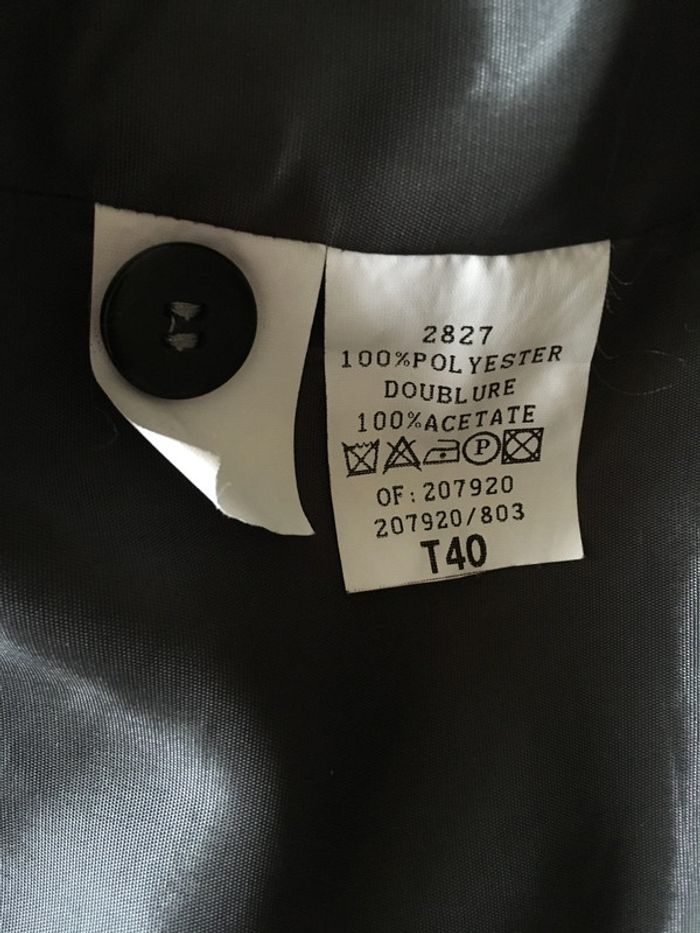 2827
100%POLYESTER
DOUBLURE
100%ACETATE
P
OF:207920
207920/803
T40